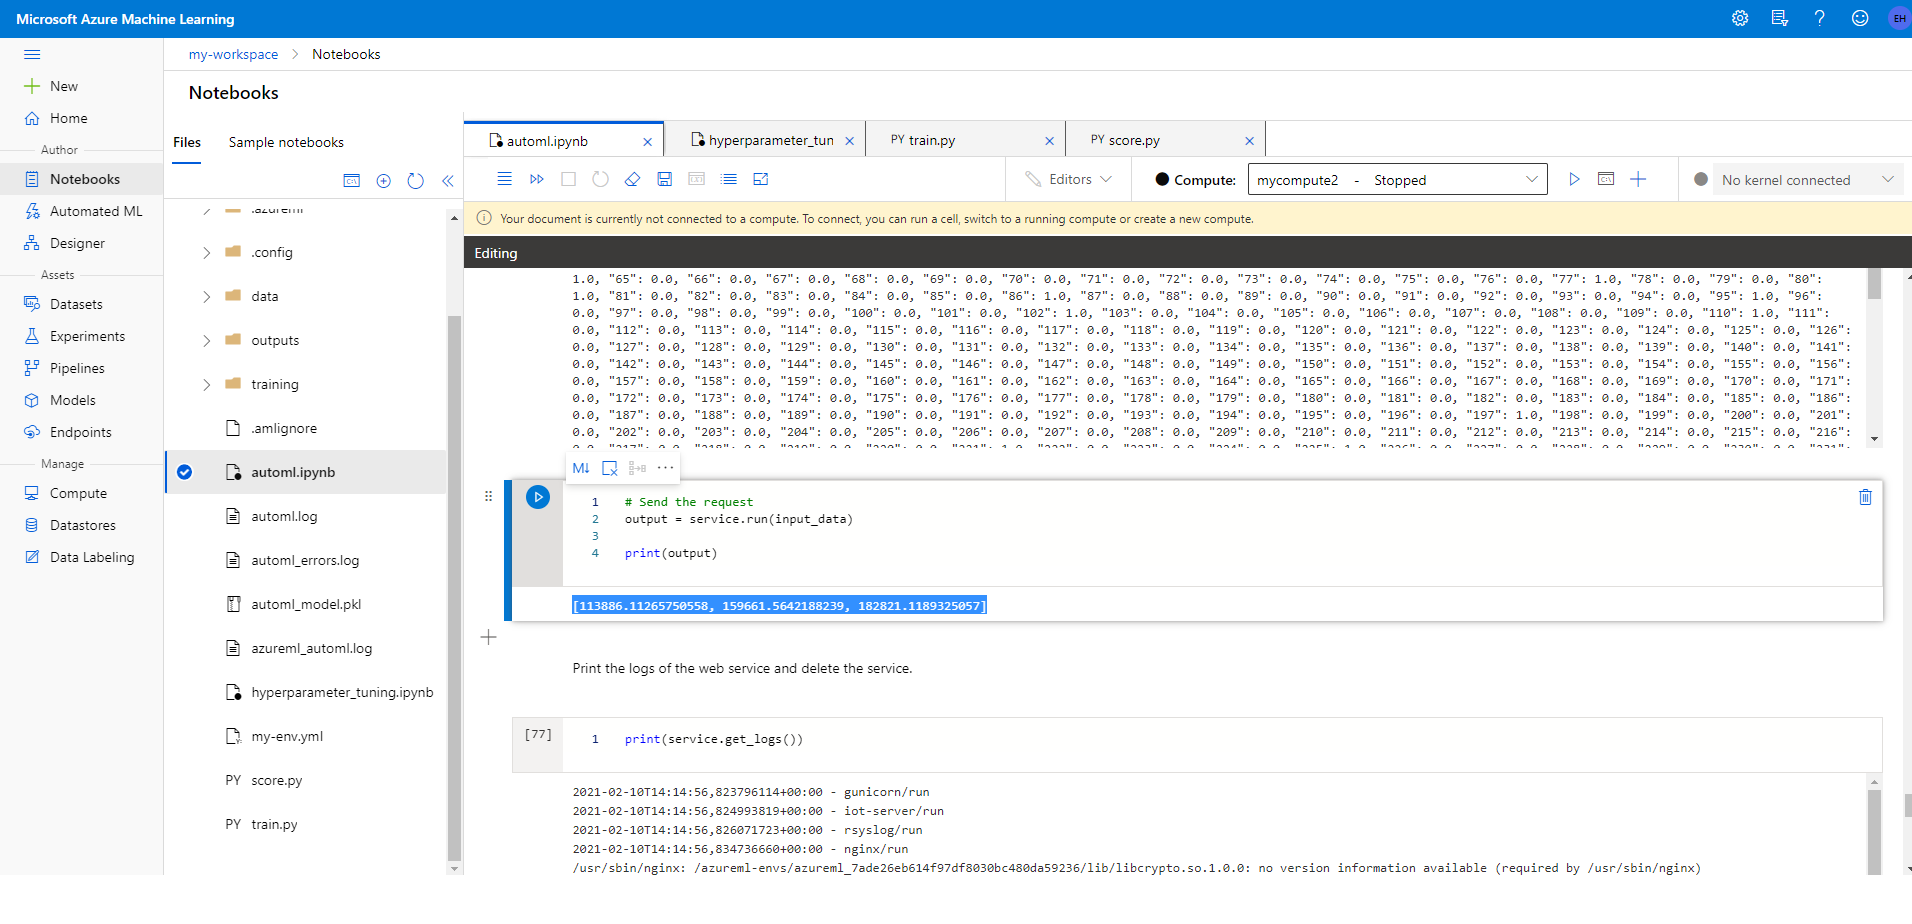 Microsoft Azure Machine Learning
EH
my-workspace > Notebooks
New
Home
Author
Notebooks
Automated ML
Designer
Assets
Datasets
Experiments
Pipelines
Models
Endpoints
Manage
Compute
Datastores
Data Labeling
Notebooks
Files Sample notebooks
.azureml
.config
data
outputs
training
.amlignore
automl.ipynb
automl.log
automl_errors.log
automl_model.pkl
azureml_automl.log
hyperparameter_tuning.ipynb
my-env.yml
PY score.py
PY train.py
automl.ipynb hyperparameter_tun PY train.py PY score.py
Editors Compute: mycompute2 - Stopped No kernel connected
Your document is currently not connected to a compute. To connect, you can run a cell, switch to a running compute or create a new compute.
Editing
1.0, "65": 0.0, "66": 0.0, "67": 0.0, "68": 0.0, "69": 0.0, "70": 0.0, "71": 0.0, "72": 0.0, "73": 0.0, "74": 0.0, "75": 0.0, "76": 0.0, "77": 1.0, "78": 0.0, "79": 0.0, "80":
1.0, "81": 0.0, "82": 0.0, "83": 0.0, "84": 0.0, "85": 0.0, "86": 1.0, "87": 0.0, "88": 0.0, "89": 0.0, "90": 0.0, "91": 0.0, "92": 0.0, "93": 0.0, "94": 0.0, "95": 1.0, "96":
0.0, "97": 0.0, "98": 0.0, "99": 0.0, "100": 0.0, "101": 0.0, "102": 1.0, "103": 0.0, "104": 0.0, "105": 0.0, "106": 0.0, "107": 0.0, "108": 0.0, "109": 0.0, "110": 1.0, "111":
0.0, "112": 0.0, "113": 0.0, "114": 0.0, "115": 0.0, "116": 0.0, "117": 0.0, "118": 0.0, "119": 0.0, "120": 0.0, "121": 0.0, "122": 0.0, "123": 0.0, "124": 0.0, "125": 0.0, "126":
0.0, "127": 0.0, "128": 0.0, "129": 0.0, "130": 0.0, "131": 0.0, "132": 0.0, "133": 0.0, "134": 0.0, "135": 0.0, "136": 0.0, "137": 0.0, "138": 0.0, "139": 0.0, "140": 0.0, "141":
0.0, "142": 0.0, "143": 0.0, "144": 0.0, "145": 0.0, "146": 0.0, "147": 0.0, "148": 0.0, "149": 0.0, "150": 0.0, "151": 0.0, "152": 0.0, "153": 0.0, "154": 0.0, "155": 0.0, "156":
0.0, "157": 0.0, "158": 0.0, "159": 0.0, "160": 0.0, "161": 0.0, "162": 0.0, "163": 0.0, "164": 0.0, "165": 0.0, "166": 0.0, "167": 0.0, "168": 0.0, "169": 0.0, "170": 0.0, "171":
0.0, "172": 0.0, "173": 0.0, "174": 0.0, "175": 0.0, "176": 0.0, "177": 0.0, "178": 0.0, "179": 0.0, "180": 0.0, "181": 0.0, "182": 0.0, "183": 0.0, "184": 0.0, "185": 0.0, "186":
0.0, "187": 0.0, "188": 0.0, "189": 0.0, "190": 0.0, "191": 0.0, "192": 0.0, "193": 0.0, "194": 0.0, "195": 0.0, "196": 0.0, "197": 1.0, "198": 0.0, "199": 0.0, "200": 0.0, "201":
0.0, "202": 0.0, "203": 0.0, "204": 0.0, "205": 0.0, "206": 0.0, "207": 0.0, "208": 0.0, "209": 0.0, "210": 0.0, "211": 0.0, "212": 0.0, "213": 0.0, "214": 0.0, "215": 0.0, "216":
M↓ ...
1 # Send the request
2 output = service.run(input_data)
3
4 print(output)
[113886.11265750558, 159661.5642188239, 182821.1189325057]
Print the logs of the web service and delete the service.
[77] 1 print(service.get_logs())
2021-02-10T14:14:56,823796114+00:00 - gunicorn/run
2021-02-10T14:14:56,824993819+00:00 - iot-server/run
2021-02-10T14:14:56,826071723+00:00 - rsyslog/run
2021-02-10T14:14:56,834736660+00:00 - nginx/run
/usr/sbin/nginx: /azureml-envs/azureml_7ade26eb614f97df8030bc480da59236/lib/libcrypto.so.1.0.0: no version information available (required by /usr/sbin/nginx)